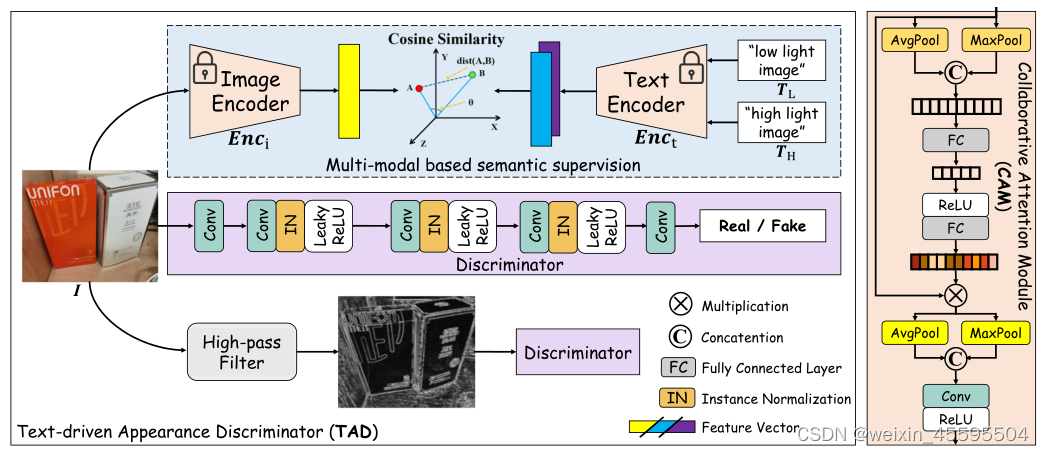 Cosine Similarity
Y
dist(A,B)
B
A
θ
X
Z
Image
Encoder
Enc_i
Text
Encoder
Enc_t
"low light
image"
T_L
"high light
image"
T_H
Multi-modal based semantic supervision
UNIFON
men
I
Conv
Conv
IN
Leaky
ReLU
Conv
IN
Leaky
ReLU
Conv
IN
Leaky
ReLU
Conv
Real / Fake
Discriminator
High-pass
Filter
Discriminator
Multiplication
C
Concatention
FC
Fully Connected Layer
IN
Instance Normalization
Feature Vector
Text-driven Appearance Discriminator (TAD)
AvgPool
MaxPool
C
FC
ReLU
FC
AvgPool
MaxPool
C
Conv
ReLU
Collaborative Attention Module
(CAM)
CSDN @weixin_45595504